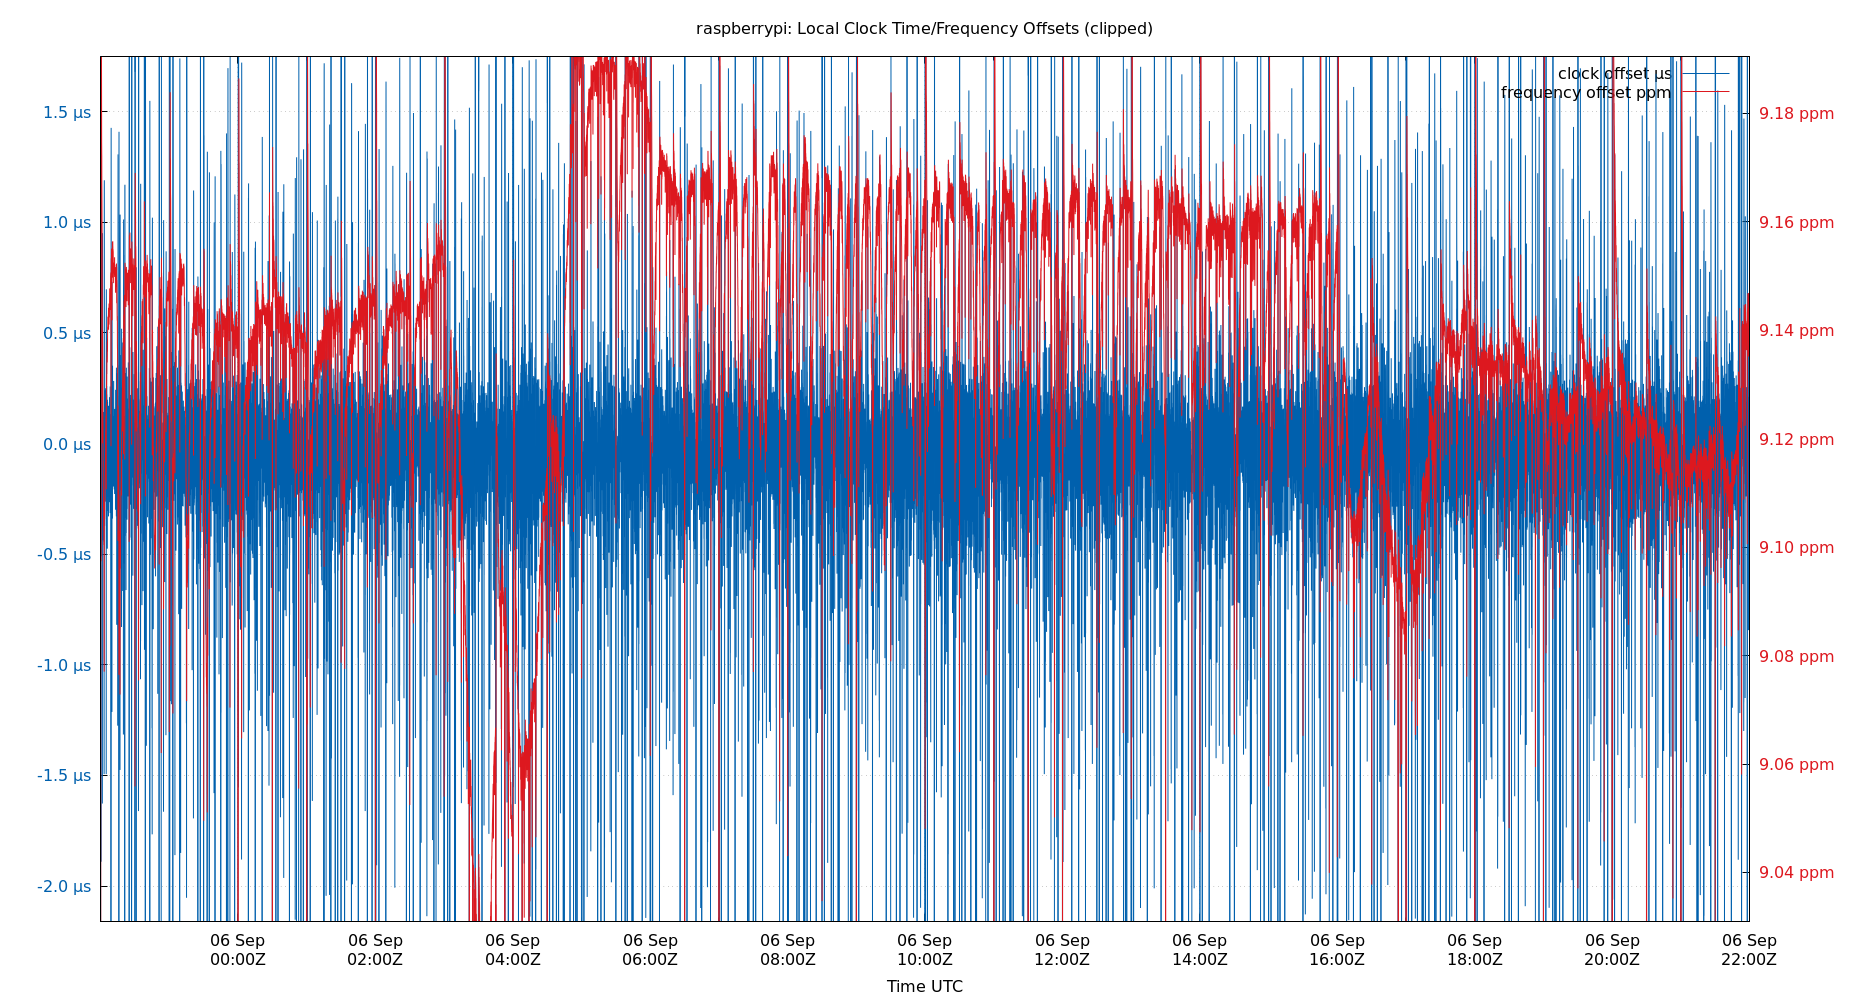 raspberrypi: Local Clock Time/Frequency Offsets (clipped)
clock offset µs
frequency offset ppm
1.5 µs
1.0 µs
0.5 µs
0.0 µs
-0.5 µs
-1.0 µs
-1.5 µs
-2.0 µs
9.18 ppm
9.16 ppm
9.14 ppm
9.12 ppm
9.10 ppm
9.08 ppm
9.06 ppm
9.04 ppm
06 Sep 06 Sep 06 Sep 06 Sep 06 Sep 06 Sep 06 Sep 06 Sep 06 Sep 06 Sep 06 Sep 06 Sep
00:00Z 02:00Z 04:00Z 06:00Z 08:00Z 10:00Z 12:00Z 14:00Z 16:00Z 18:00Z 20:00Z 22:00Z
Time UTC